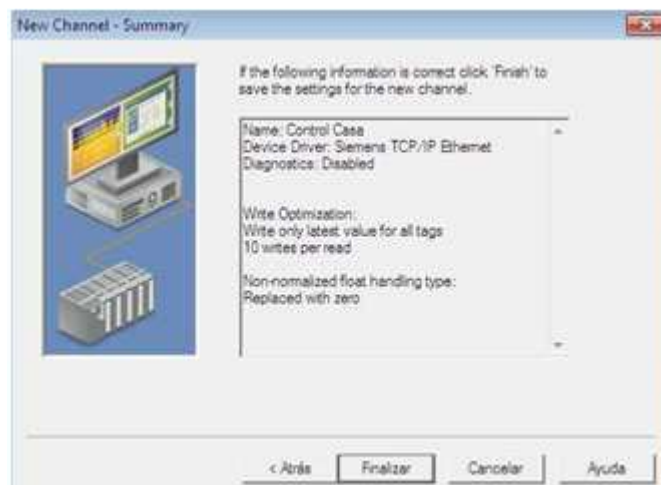 New Channel - Summary
If the following information is correct click 'Finish' to
save the settings for the new channel.
Name: Control Casa
Device Driver: Siemens TCP/IP Ethernet
Diagnostics: Disabled
Write Optimization:
Write only latest value for all tags
10 writes per read
Non-normalized float handling type:
Replaced with zero
< Atrás
Finalizar
Cancelar
Ayuda